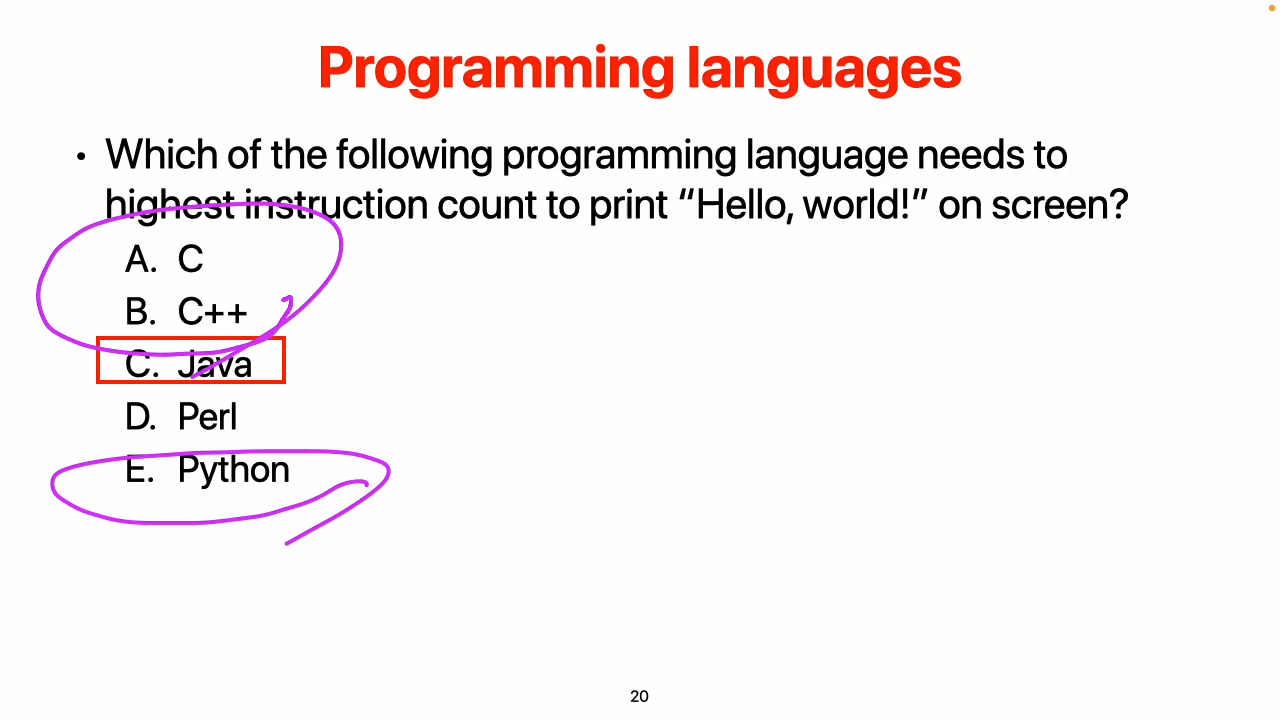 Programming languages
• Which of the following programming language needs to
highest instruction count to print “Hello, world!” on screen?
A. C
B. C++
C. Java
D. Perl
E. Python
20